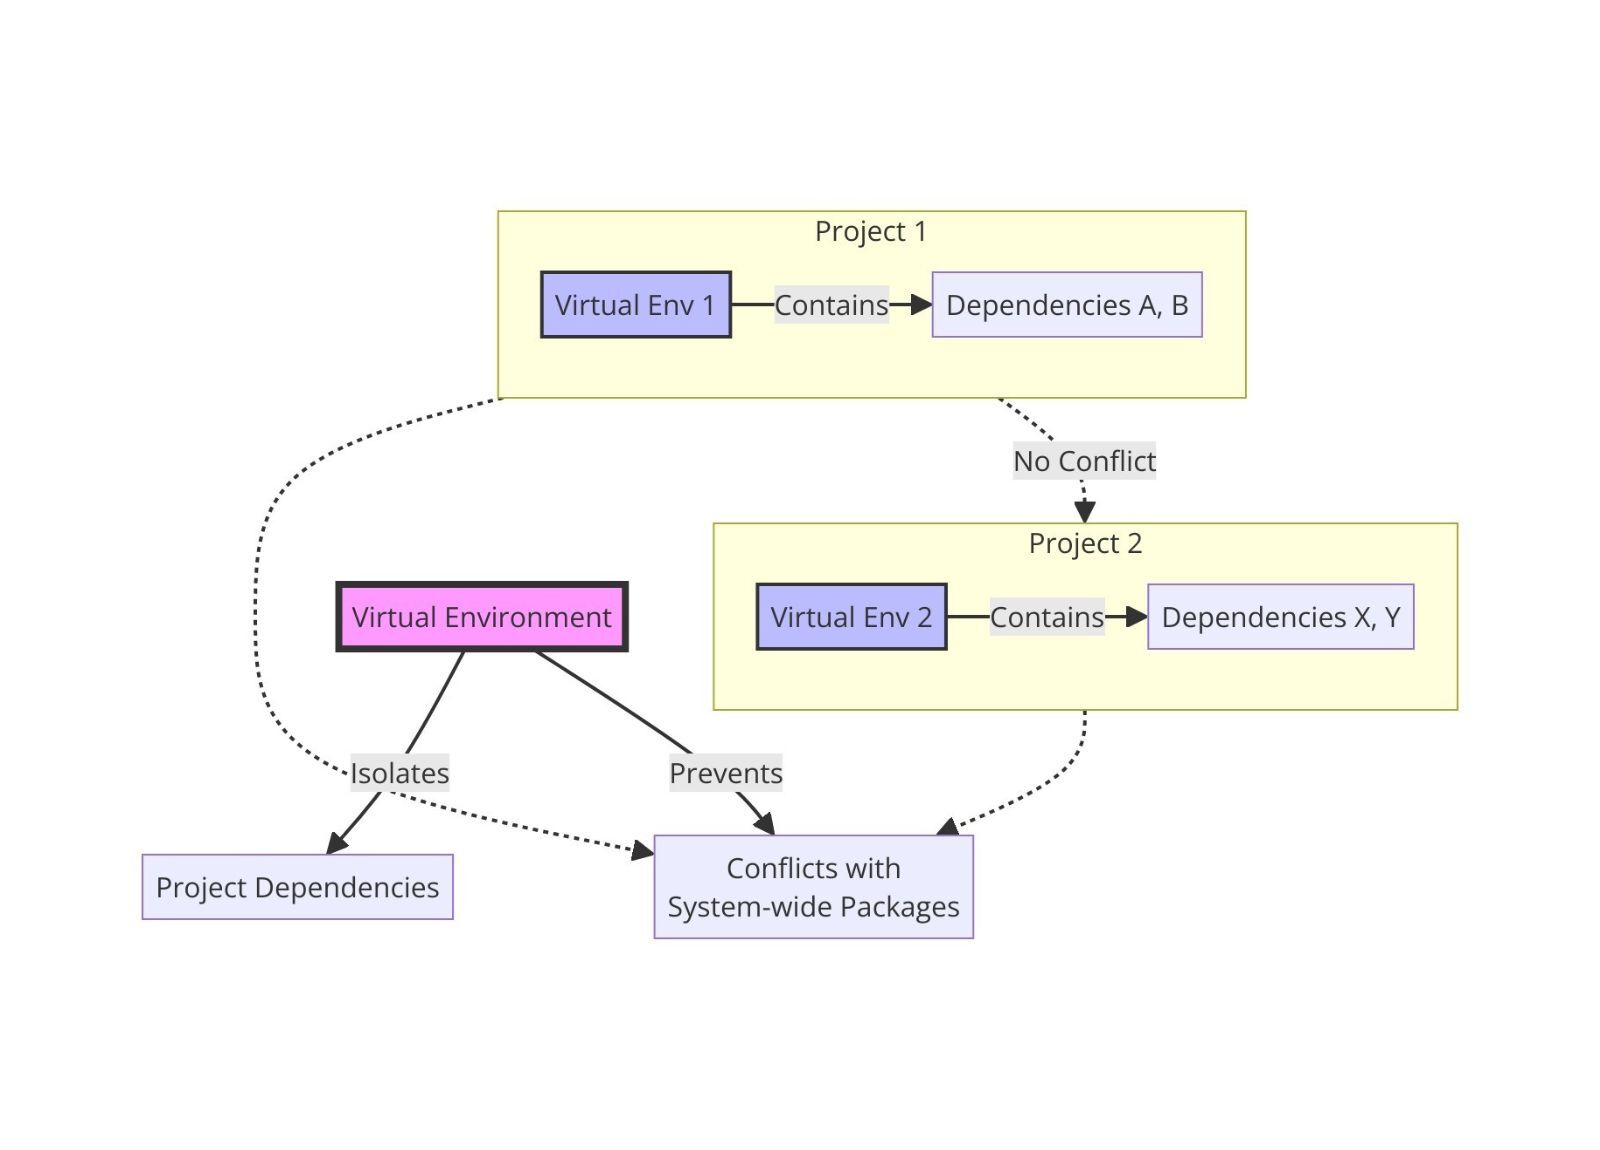 Project 1
Virtual Env 1
Contains
Dependencies A, B
No Conflict
Project 2
Virtual Environment
Virtual Env 2
Contains
Dependencies X, Y
Isolates
Prevents
Project Dependencies
Conflicts with
System-wide Packages